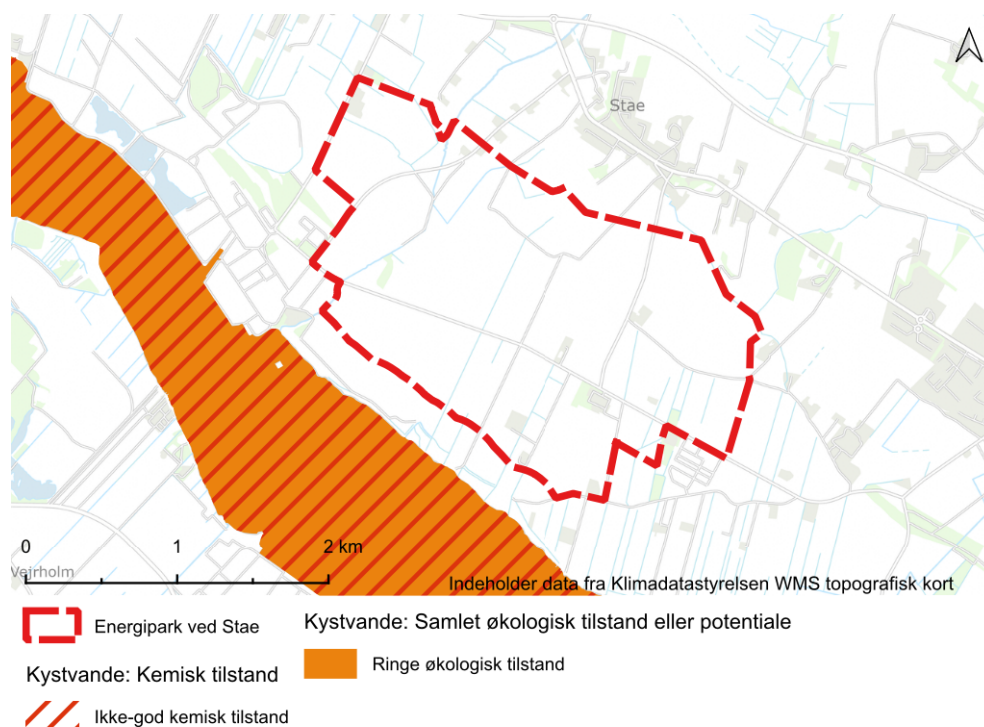 Stae
0 1 2 km
Vejrholm
Indeholder data fra Klimadatastyrelsen WMS topografisk kort
Energipark ved Stae
Kystvande: Samlet økologisk tilstand eller potentiale
Kystvande: Kemisk tilstand
Ringe økologisk tilstand
Ikke-god kemisk tilstand